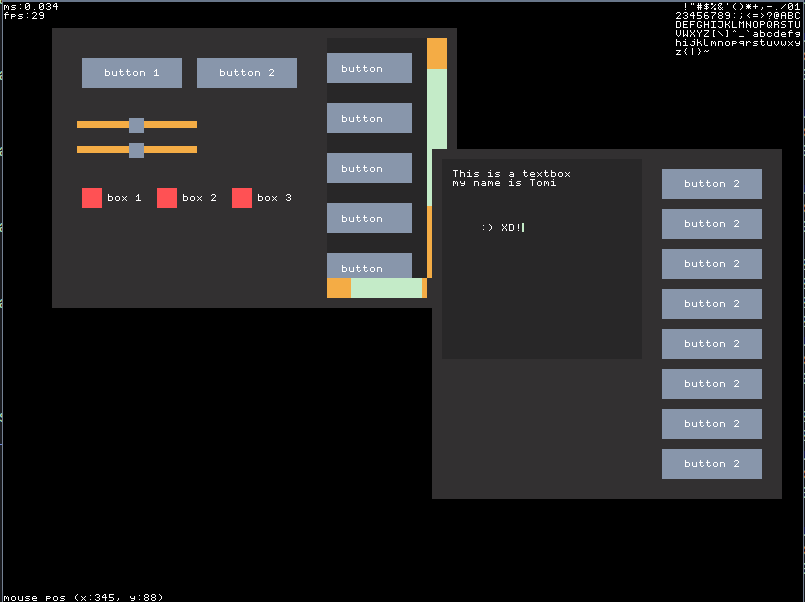 ms:0.034
fps:29
 !"#$%&'()*+,-./01
23456789:;<=>?@ABC
DEFGHIJKLMNOPQRSTU
VWXYZ[\]^_`abcdefg
hijklmnopqrstuvwxy
z{|}~
button 1
button 2
button
button
button
button
button
box 1
box 2
box 3
This is a textbox
my name is Tomi
:) XD!
button 2
button 2
button 2
button 2
button 2
button 2
button 2
button 2
mouse pos (x:345, y:88)